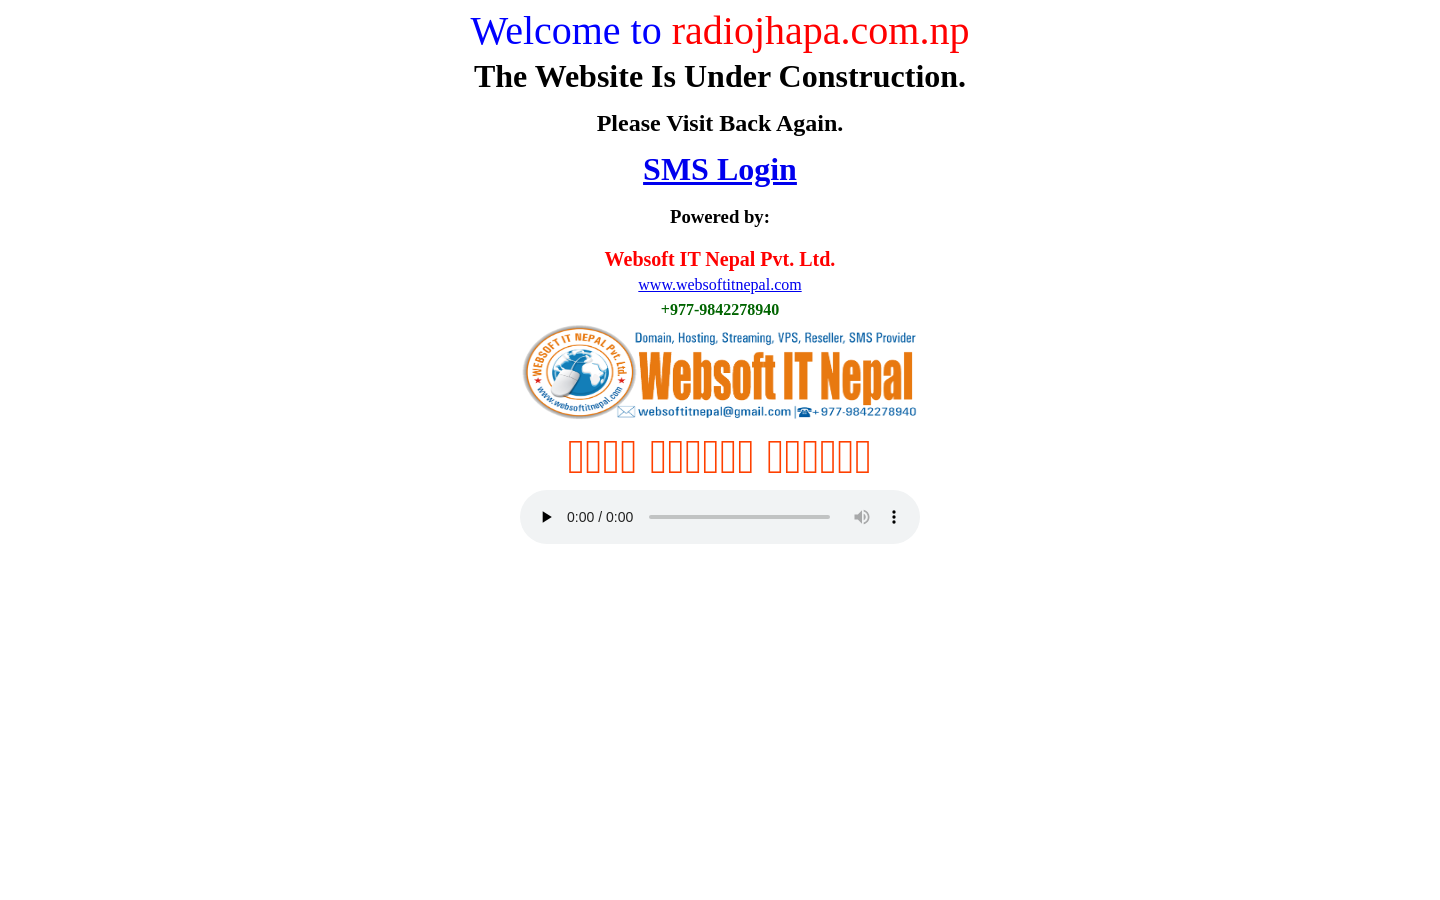 Welcome to radiojhapa.com.np
The Website Is Under Construction.
Please Visit Back Again.
SMS Login
Powered by:
Websoft IT Nepal Pvt. Ltd.
www.websoftitnepal.com
+977-9842278940
WEBSOFT IT NEPAL Pvt. Ltd.
www.websoftitnepal.com
Domain, Hosting, Streaming, VPS, Reseller, SMS Provider
Websoft IT Nepal
websoftitnepal@gmail.com | +977-9842278940
0:00 / 0:00